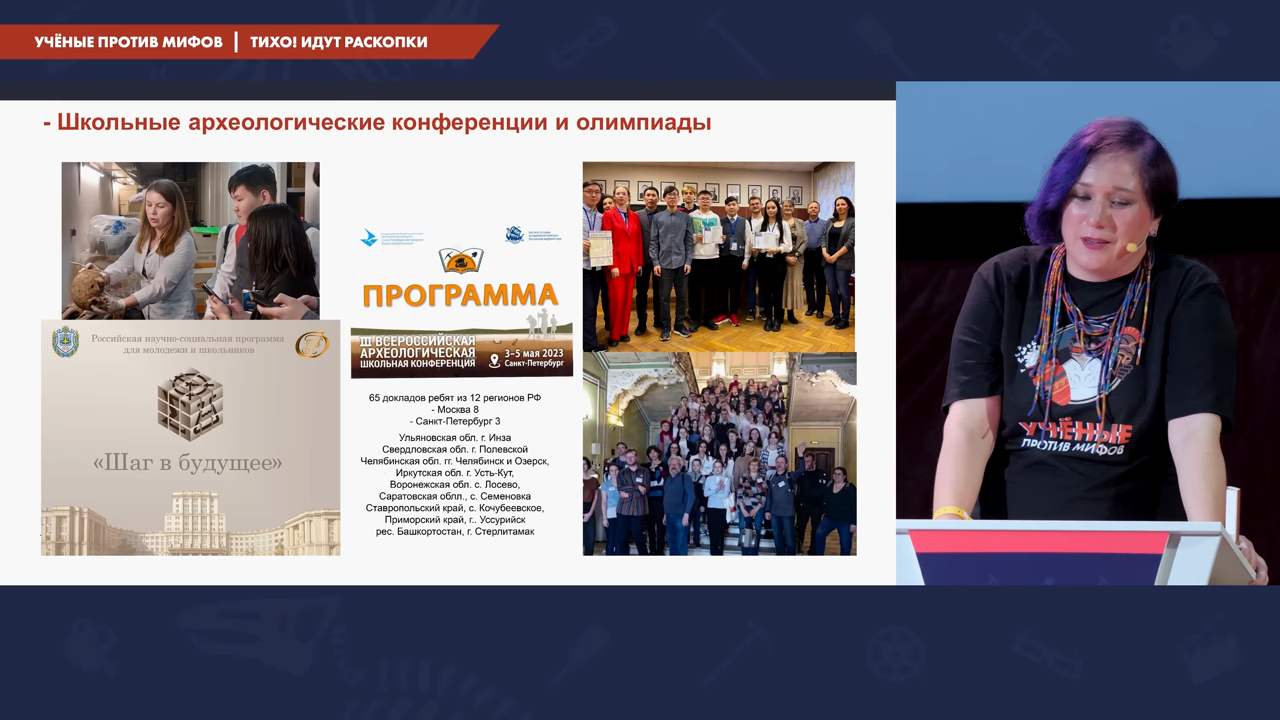 УЧЁНЫЕ ПРОТИВ МИФОВ | ТИХО! ИДУТ РАСКОПКИ
- Школьные археологические конференции и олимпиады
Российская научно-социальная программа
для молодежи и школьников
«Шаг в будущее»
ПРОГРАММА
III ВСЕРОССИЙСКАЯ
АРХЕОЛОГИЧЕСКАЯ
ШКОЛЬНАЯ КОНФЕРЕНЦИЯ
3–5 мая 2023
Санкт-Петербург
65 докладов ребят из 12 регионов РФ
- Москва 8
- Санкт-Петербург 3
Ульяновская обл. г. Инза
Свердловская обл. г. Полевской
Челябинская обл. гг. Челябинск и Озерск,
Иркутская обл. г. Усть-Кут,
Воронежская обл. с. Лосево,
Саратовская облл., с. Семеновка
Ставропольский край, с. Кочубеевское,
Приморский край, г.. Уссурийск
рес. Башкортостан, г. Стерлитамак
УЧЁНЫЕ
ПРОТИВ МИФОВ